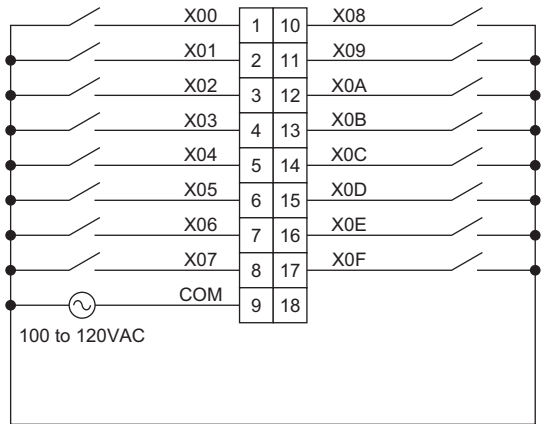 X00 1 10 X08
X01 2 11 X09
X02 3 12 X0A
X03 4 13 X0B
X04 5 14 X0C
X05 6 15 X0D
X06 7 16 X0E
X07 8 17 X0F
COM 9 18
100 to 120VAC